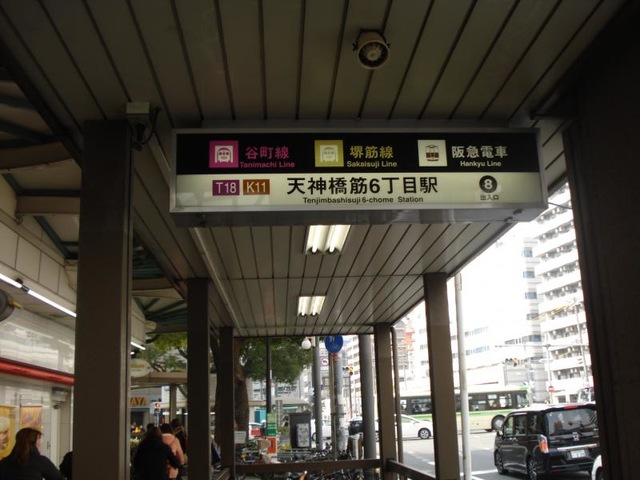 谷町線 堺筋線 阪急電車
Tanimachi Line Sakaisuji Line Hankyu Line
T18 K11 天神橋筋6丁目駅 8
Tenjimbashisuji 6-chome Station 出入口